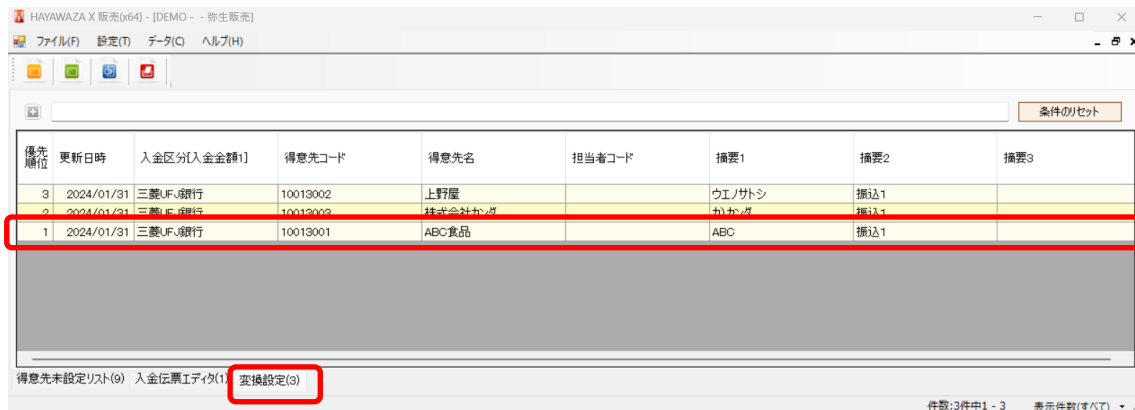 HAYAWAZA X 販売(x64) - [DEMO - - 弥生販売]
ファイル(F) 設定(T) データ(C) ヘルプ(H)
条件のリセット
優先順位 更新日時 入金区分[入金金額1] 得意先コード 得意先名 担当者コード 摘要1 摘要2 摘要3
3 2024/01/31 三菱UFJ銀行 10013002 上野屋 ウエノサトシ 振込1
2 2024/01/31 三菱UFJ銀行 10013003 株式会社カンダ カ)カンダ 振込1
1 2024/01/31 三菱UFJ銀行 10013001 ABC食品 ABC 振込1
得意先未設定リスト(9) 入金伝票エディタ(1) 変換設定(3)
件数:3件中1 - 3 表示件数(すべて)